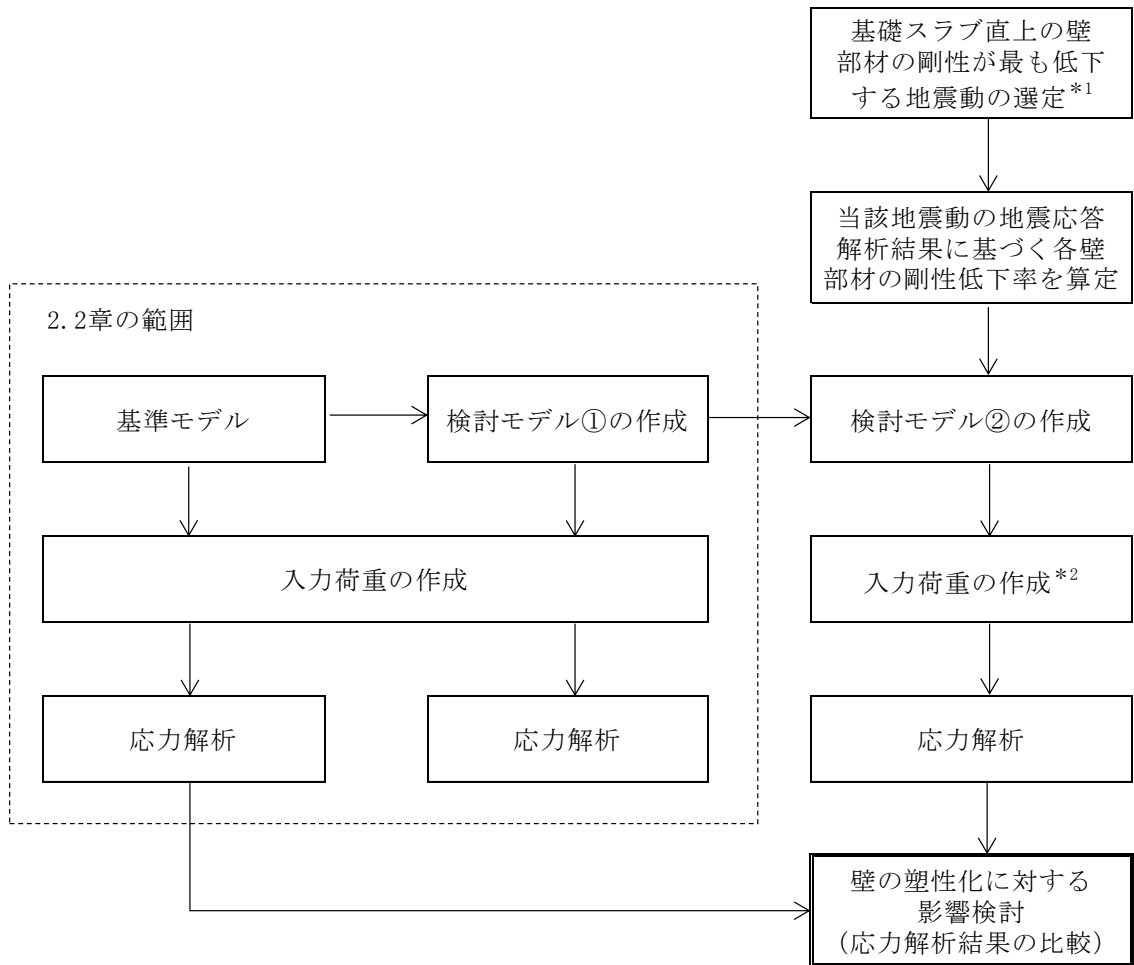 基礎スラブ直上の壁
部材の剛性が最も低下
する地震動の選定*1
当該地震動の地震応答
解析結果に基づく各壁
部材の剛性低下率を算定
2.2章の範囲
基準モデル
検討モデル①の作成
検討モデル②の作成
入力荷重の作成
入力荷重の作成*2
応力解析
応力解析
応力解析
壁の塑性化に対する
影響検討
(応力解析結果の比較)